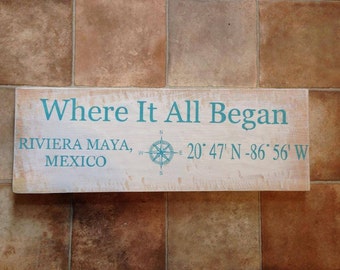 Where It All Began
RIVIERA MAYA,
MEXICO
20° 47' N -86° 56' W